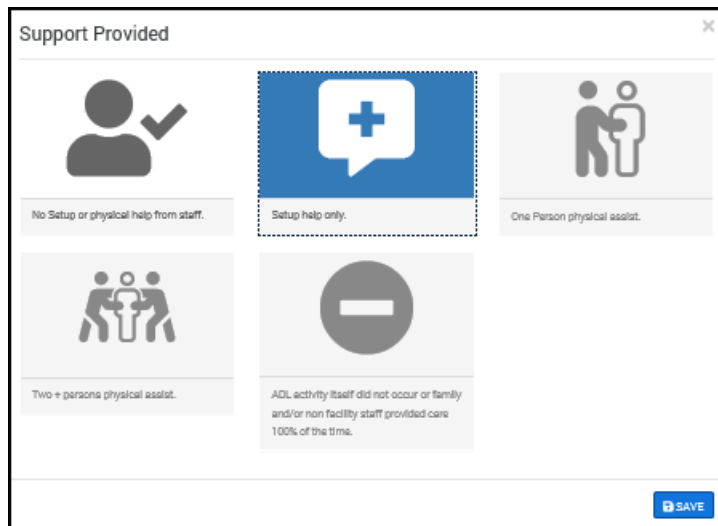 Support Provided
No Setup or physical help from staff.
Setup help only.
One Person physical assist.
Two + persons physical assist.
ADL activity itself did not occur or family
and/or non facility staff provided care
100% of the time.
SAVE